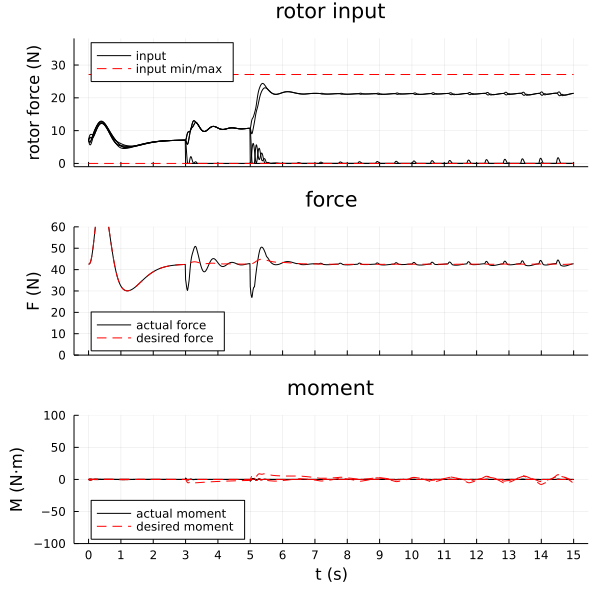 rotor input
rotor force (N)
30
20
10
0
input
input min/max
force
F (N)
60
50
40
30
20
10
0
actual force
desired force
moment
M (N·m)
100
50
0
−50
−100
actual moment
desired moment
0 1 2 3 4 5 6 7 8 9 10 11 12 13 14 15
t (s)